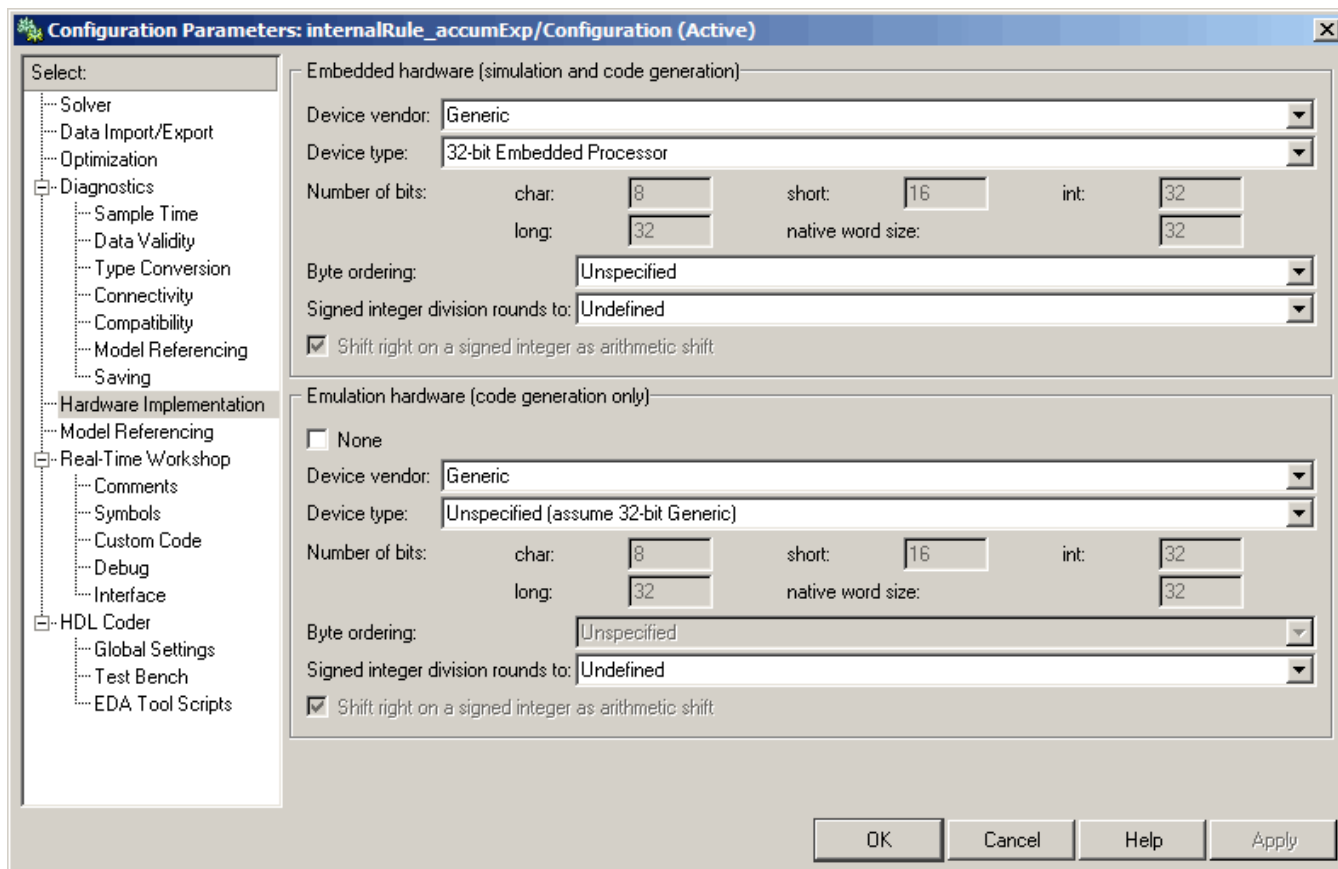 Configuration Parameters: internalRule_accumExp/Configuration (Active)
Select:
Solver
Data Import/Export
Optimization
Diagnostics
Sample Time
Data Validity
Type Conversion
Connectivity
Compatibility
Model Referencing
Saving
Hardware Implementation
Model Referencing
Real-Time Workshop
Comments
Symbols
Custom Code
Debug
Interface
HDL Coder
Global Settings
Test Bench
EDA Tool Scripts
Embedded hardware (simulation and code generation)
Device vendor: Generic
Device type: 32-bit Embedded Processor
Number of bits: char: 8 short: 16 int: 32
long: 32 native word size: 32
Byte ordering: Unspecified
Signed integer division rounds to: Undefined
Shift right on a signed integer as arithmetic shift
Emulation hardware (code generation only)
None
Device vendor: Generic
Device type: Unspecified (assume 32-bit Generic)
Number of bits: char: 8 short: 16 int: 32
long: 32 native word size: 32
Byte ordering: Unspecified
Signed integer division rounds to: Undefined
Shift right on a signed integer as arithmetic shift
OK Cancel Help Apply